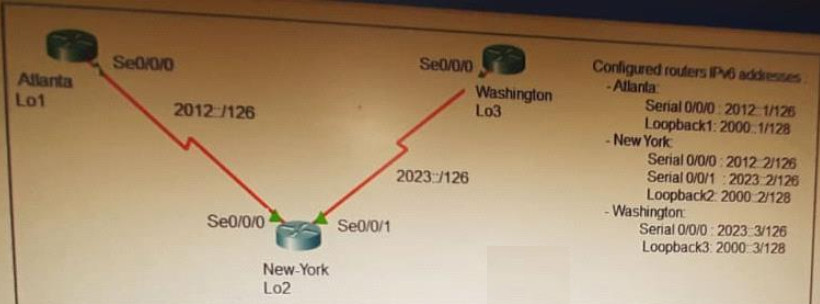 Se0/0/0
Atlanta
Lo1
2012::/126
Se0/0/0
Washington
Lo3
2023::/126
Se0/0/0
Se0/0/1
New-York
Lo2
Configured routers IPv6 addresses :
- Atlanta:
Serial 0/0/0 : 2012::1/126
Loopback1: 2000::1/128
- New York:
Serial 0/0/0 : 2012::2/126
Serial 0/0/1 : 2023::2/126
Loopback2: 2000::2/128
- Washington:
Serial 0/0/0 : 2023::3/126
Loopback3: 2000::3/128